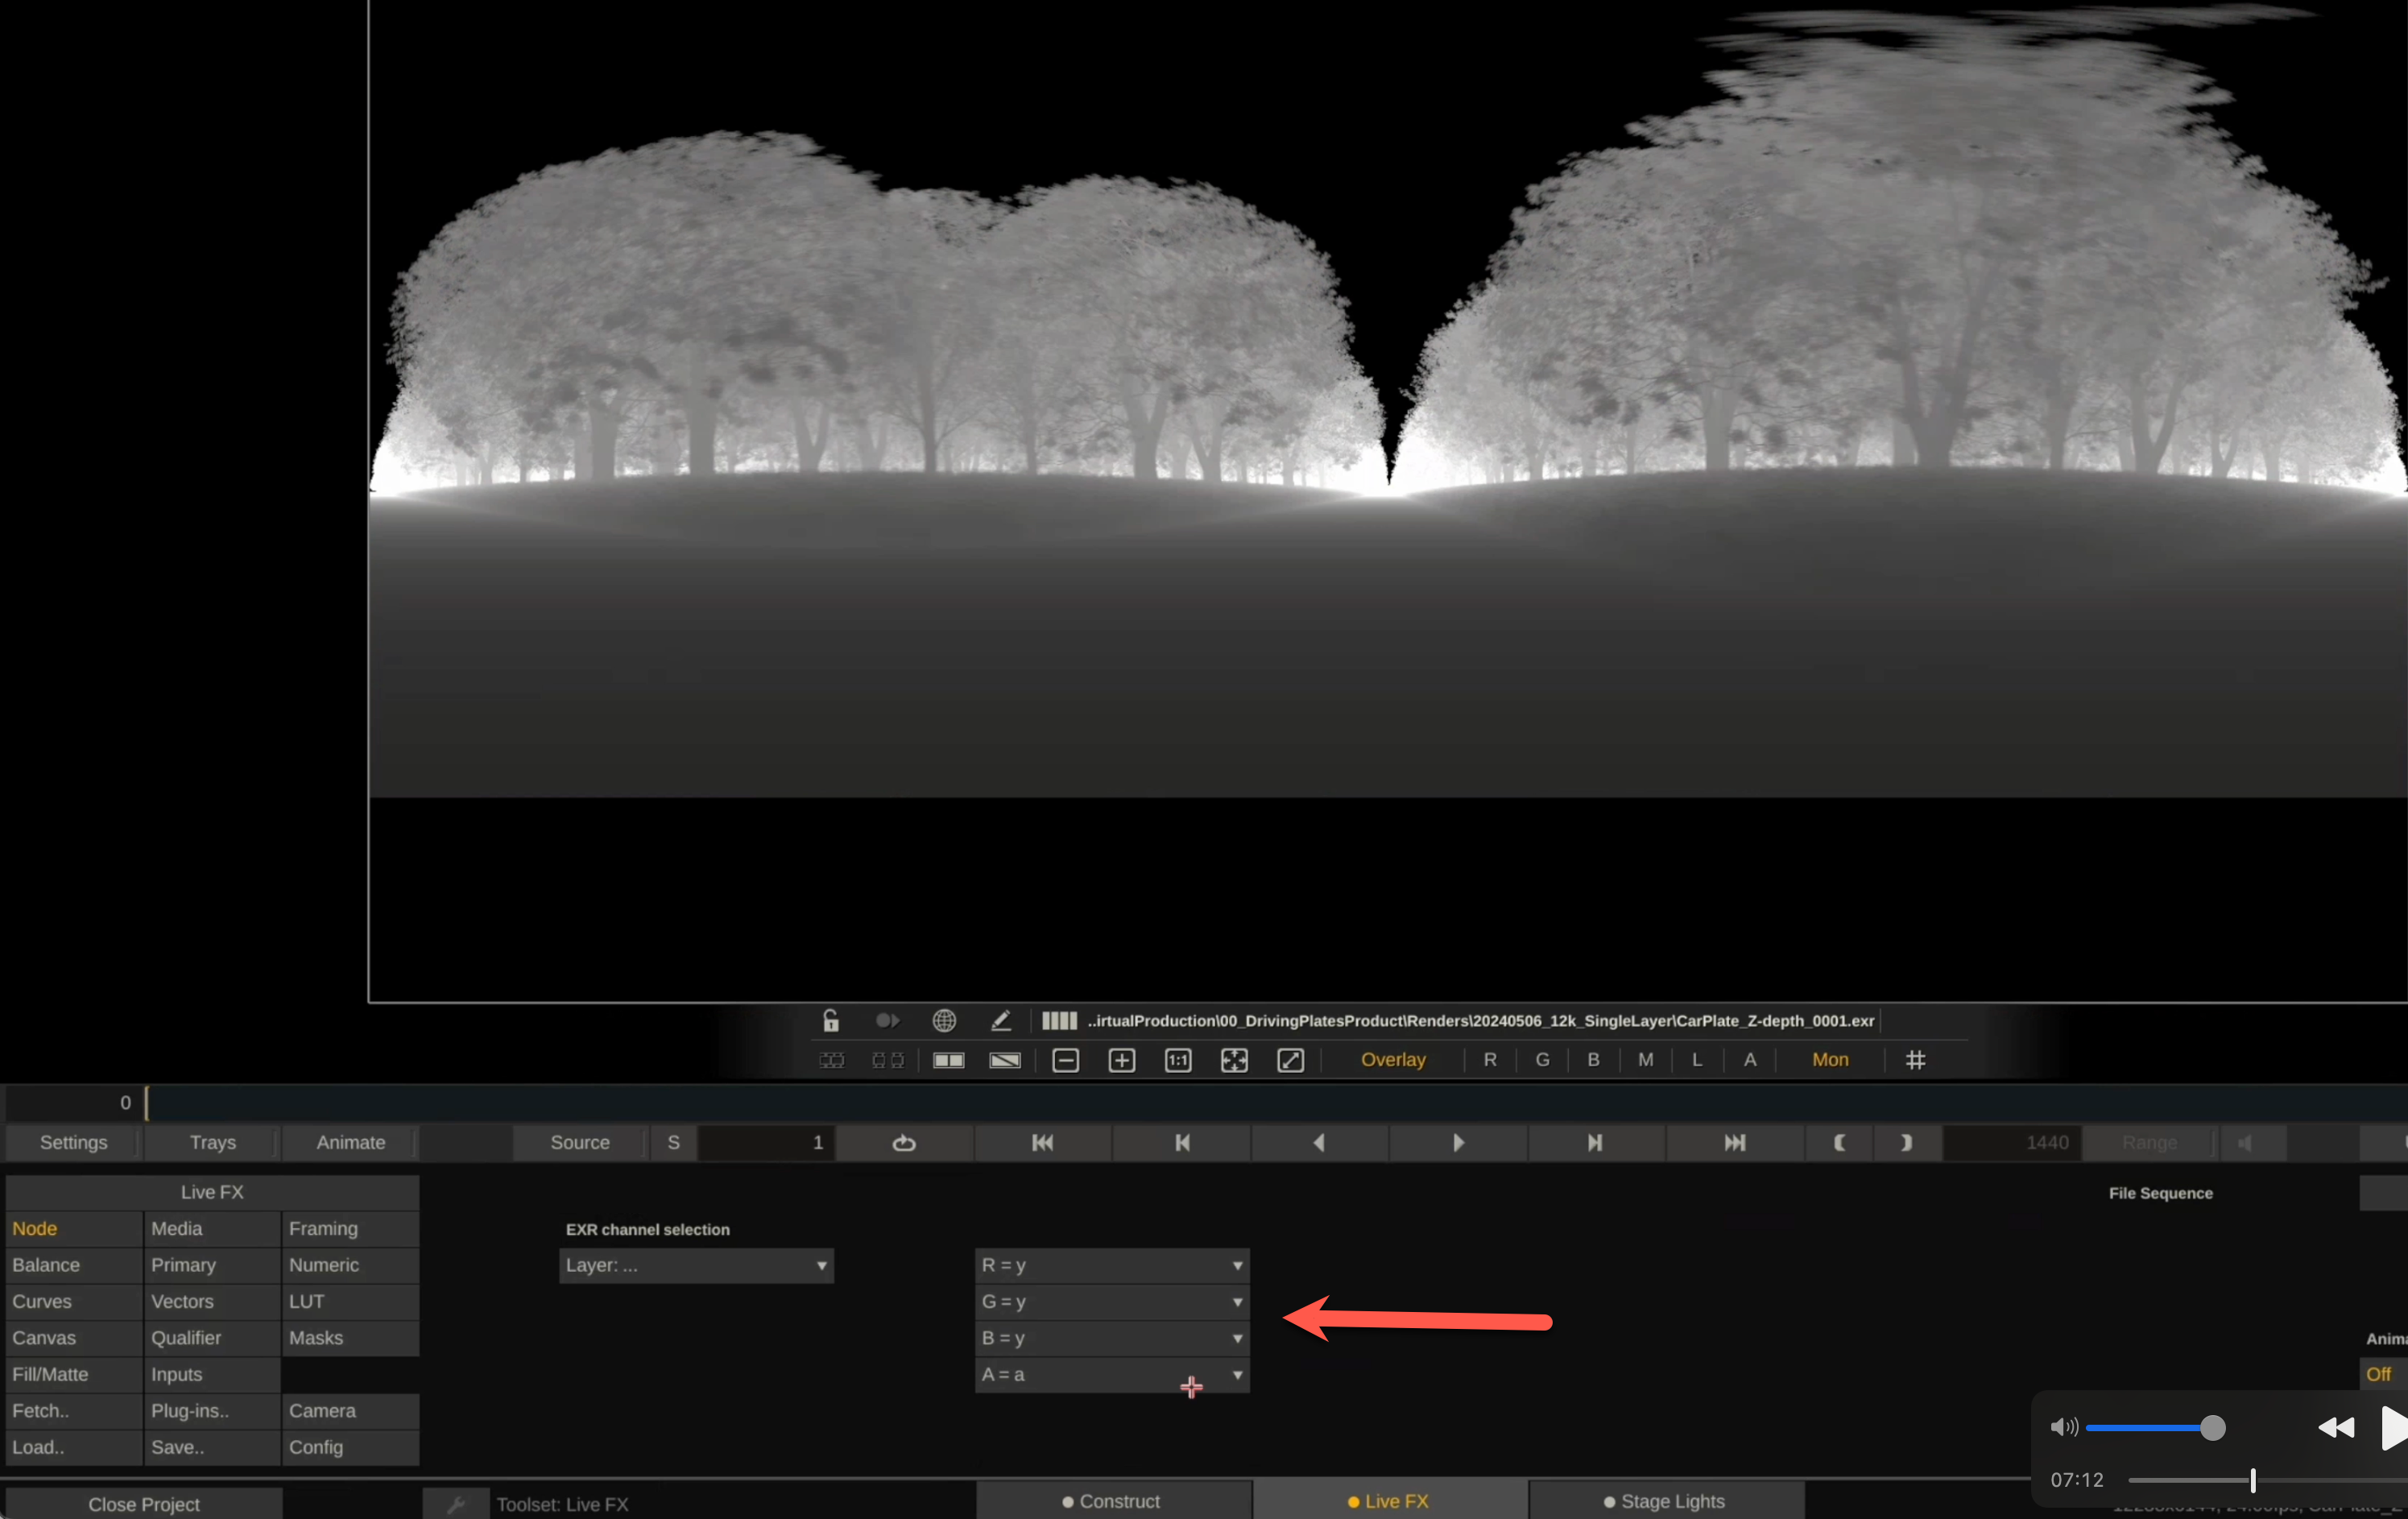 ..irtualProduction\00_DrivingPlatesProduct\Renders\20240506_12k_SingleLayer\CarPlate_Z-depth_0001.exr
1:1 Overlay R G B M L A Mon
0
Settings Trays Animate Source S 1 1440 Range
Live FX
File Sequence
Node Media Framing
EXR channel selection
Balance Primary Numeric
Layer: ...
R = y
Curves Vectors LUT
G = y
Canvas Qualifier Masks
B = y
Fill/Matte Inputs
A = a
Off
Fetch.. Plug-ins.. Camera
Load.. Save.. Config
07:12
Close Project Toolset: Live FX Construct Live FX Stage Lights